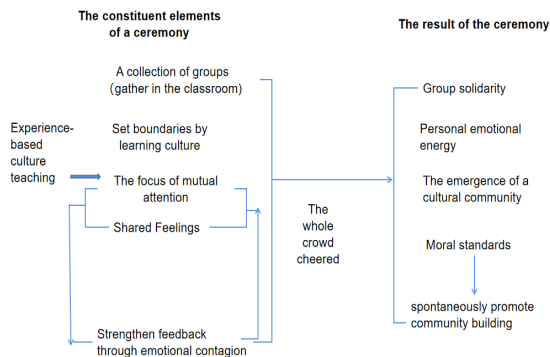 The constituent elements
of a ceremony
The result of the ceremony
A collection of groups
(gather in the classroom)
Group solidarity
Experience-
based
culture
teaching
Set boundaries by
learning culture
Personal emotional
energy
The focus of mutual
attention
The emergence of a
cultural community
Shared Feelings
The
whole
crowd
cheered
Moral standards
spontaneously promote
community building
Strengthen feedback
through emotional contagion